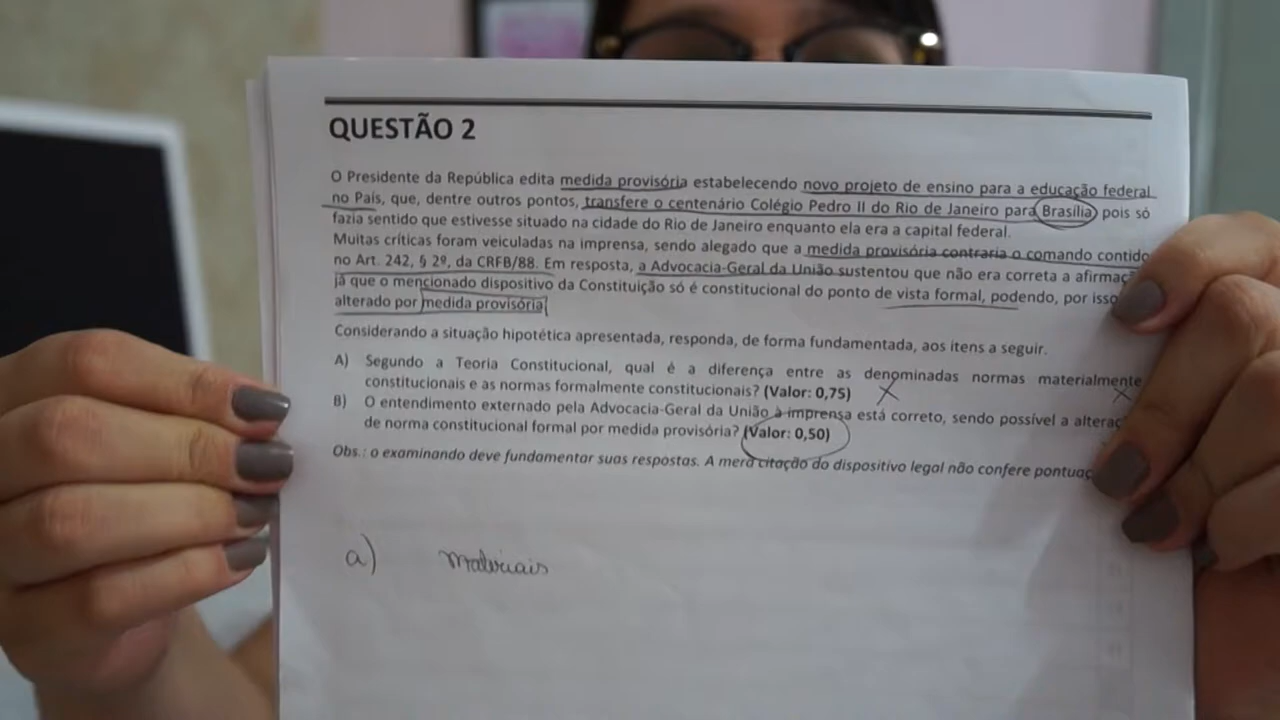 QUESTÃO 2
O Presidente da República edita medida provisória estabelecendo novo projeto de ensino para a educação federal
no País, que, dentre outros pontos, transfere o centenário Colégio Pedro II do Rio de Janeiro para Brasília, pois só
fazia sentido que estivesse situado na cidade do Rio de Janeiro enquanto ela era a capital federal.
Muitas críticas foram veiculadas na imprensa, sendo alegado que a medida provisória contraria o comando contido
no Art. 242, § 2º, da CRFB/88. Em resposta, a Advocacia-Geral da União sustentou que não era correta a afirmaç
já que o mencionado dispositivo da Constituição só é constitucional do ponto de vista formal, podendo, por isso
alterado por medida provisória.
Considerando a situação hipotética apresentada, responda, de forma fundamentada, aos itens a seguir.
A) Segundo a Teoria Constitucional, qual é a diferença entre as denominadas normas materialmente
constitucionais e as normas formalmente constitucionais? (Valor: 0,75)
B) O entendimento externado pela Advocacia-Geral da União à imprensa está correto, sendo possível a alteraç
de norma constitucional formal por medida provisória? (Valor: 0,50)
Obs.: o examinando deve fundamentar suas respostas. A mera citação do dispositivo legal não confere pontuaç
a) Materiais